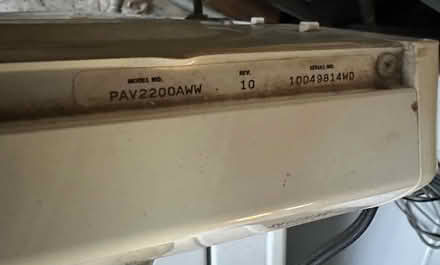 MODEL NO. REV. SERIAL NO.
PAV2200AWW 10 10049814WD